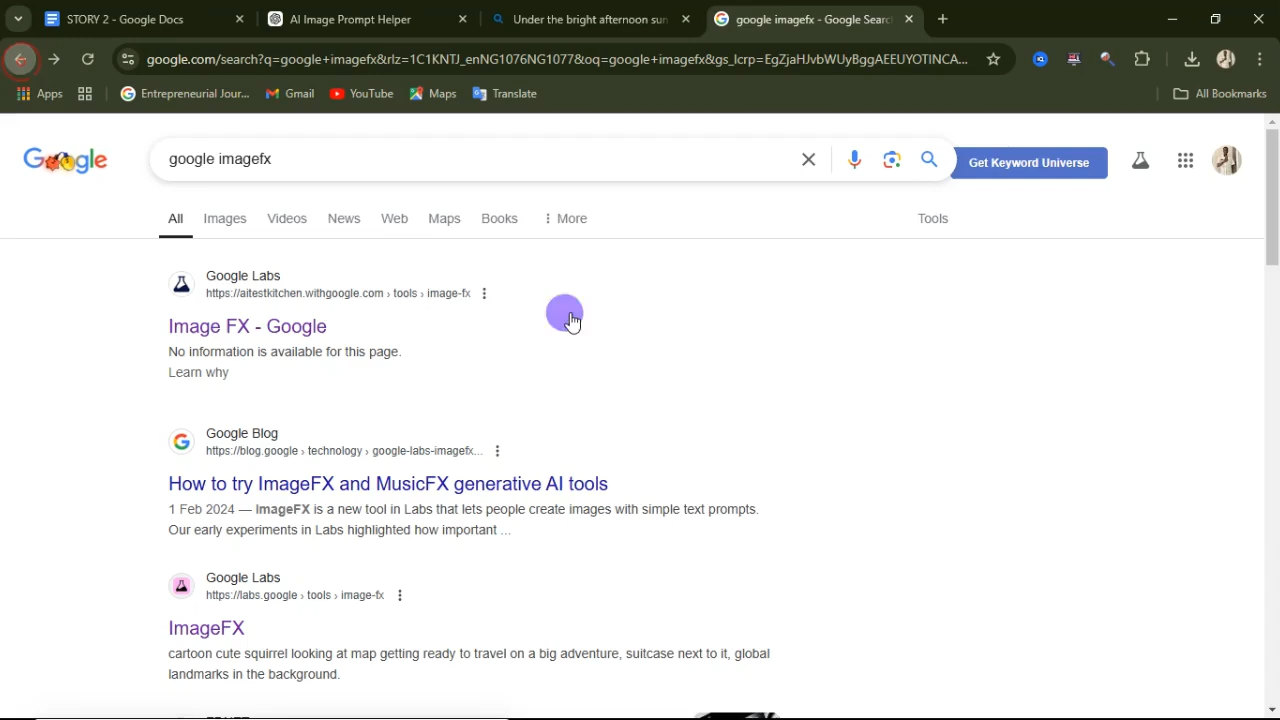 STORY 2 - Google Docs
AI Image Prompt Helper
Under the bright afternoon sun
google imagefx - Google Searc
google.com/search?q=google+imagefx&rlz=1C1KNTJ_enNG1076NG1077&oq=google+imagefx&gs_lcrp=EgZjaHJvbWUyBggAEEUYOTINCA...
Apps
Entrepreneurial Jour...
Gmail
YouTube
Maps
Translate
All Bookmarks
Google
google imagefx
Get Keyword Universe
All
Images
Videos
News
Web
Maps
Books
More
Tools
Google Labs
https://aitestkitchen.withgoogle.com › tools › image-fx
Image FX - Google
No information is available for this page.
Learn why
Google Blog
https://blog.google › technology › google-labs-imagefx...
How to try ImageFX and MusicFX generative AI tools
1 Feb 2024 — ImageFX is a new tool in Labs that lets people create images with simple text prompts.
Our early experiments in Labs highlighted how important ...
Google Labs
https://labs.google › tools › image-fx
ImageFX
cartoon cute squirrel looking at map getting ready to travel on a big adventure, suitcase next to it, global
landmarks in the background.